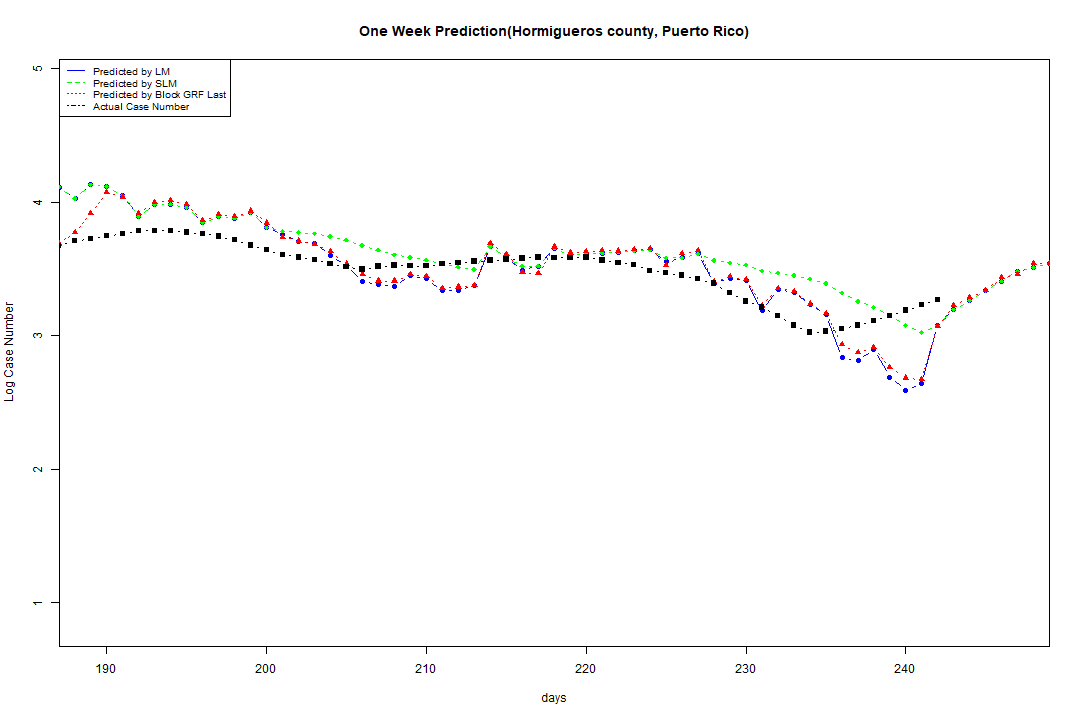 One Week Prediction(Hormigueros county, Puerto Rico)
Predicted by LM
Predicted by SLM
Predicted by Block GRF Last
Actual Case Number
5
4
3
2
1
Log Case Number
190 200 210 220 230 240
days